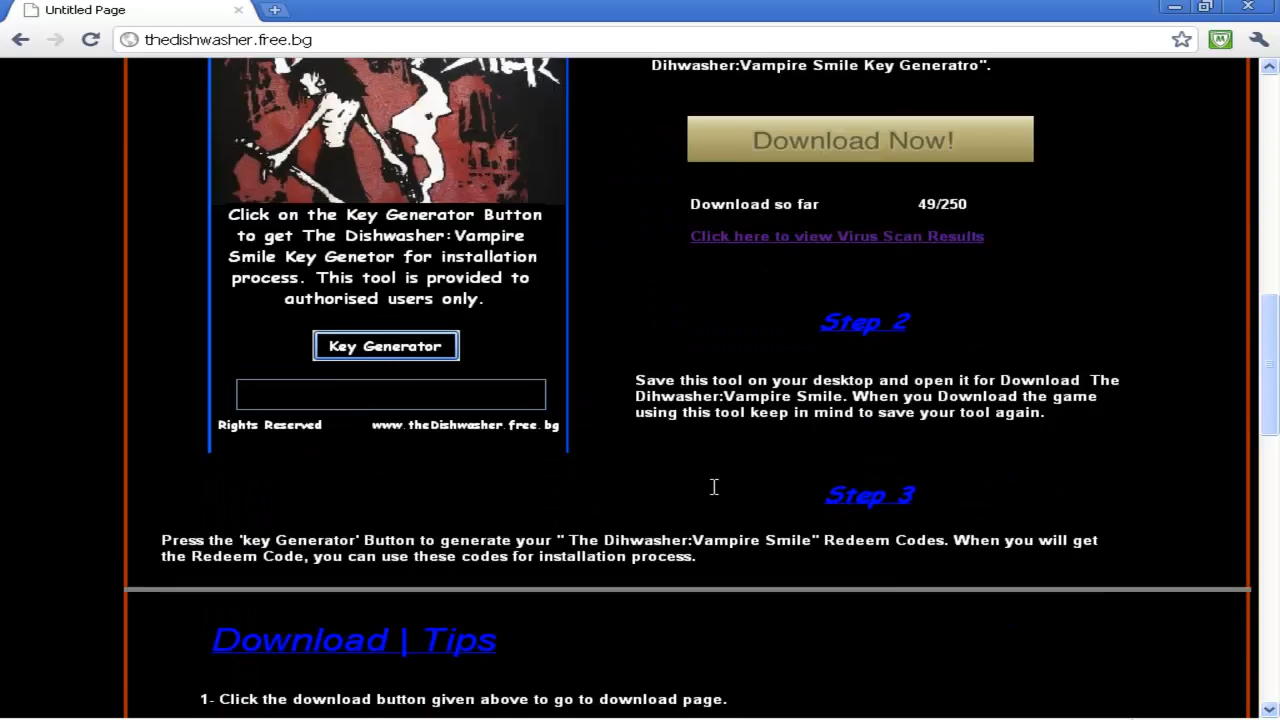 Untitled Page
thedishwasher.free.bg
Dihwasher:Vampire Smile Key Generatro".
Download Now!
Download so far 49/250
Click here to view Virus Scan Results
Click on the Key Generator Button
to get The Dishwasher:Vampire
Smile Key Genetor for installation
process. This tool is provided to
authorised users only.
Key Generator
Rights Reserved www.theDishwasher.free.bg
Step 2
Save this tool on your desktop and open it for Download The
Dihwasher:Vampire Smile. When you Download the game
using this tool keep in mind to save your tool again.
Step 3
Press the 'key Generator' Button to generate your " The Dihwasher:Vampire Smile" Redeem Codes. When you will get
the Redeem Code, you can use these codes for installation process.
Download | Tips
1- Click the download button given above to go to download page.